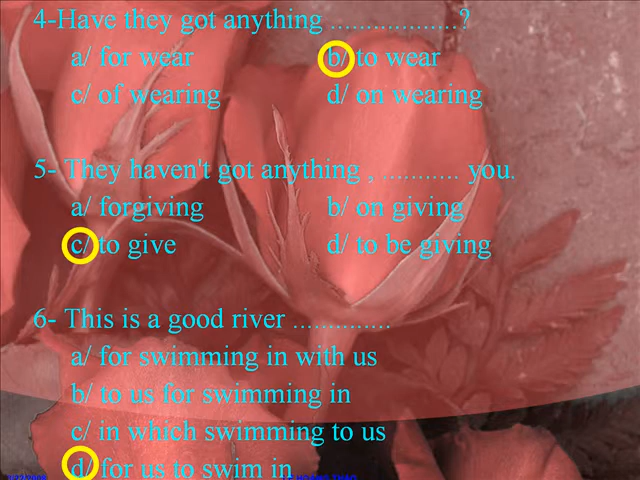 4-Have they got anything ..................?
a/ for wear b/ to wear
c/ of wearing d/ on wearing
5- They haven't got anything , ........... you.
a/ forgiving b/ on giving
c/ to give d/ to be giving
6- This is a good river ..............
a/ for swimming in with us
b/ to us for swimming in
c/ in which swimming to us
d/ for us to swim in